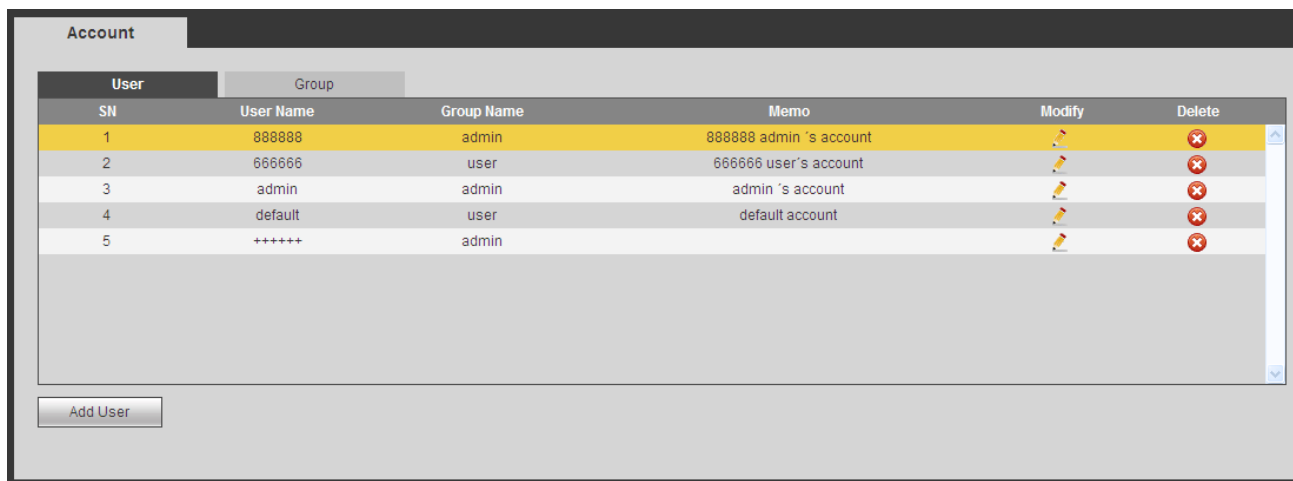 Account
User Group
SN User Name Group Name Memo Modify Delete
1 888888 admin 888888 admin ´s account
2 666666 user 666666 user´s account
3 admin admin admin ´s account
4 default user default account
5 ++++++ admin
Add User